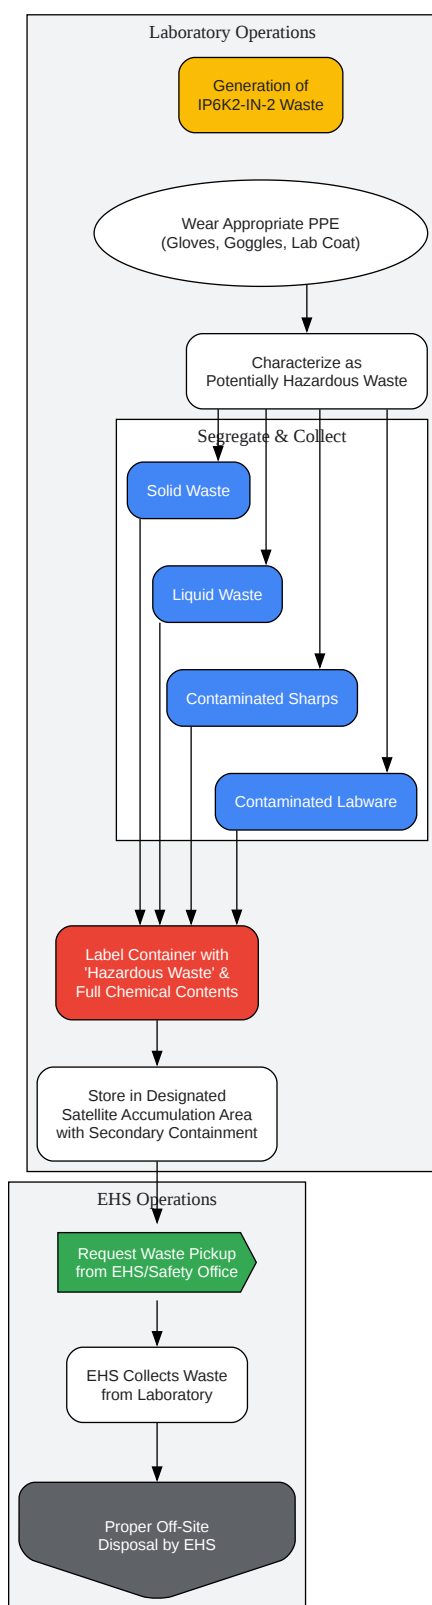 Laboratory Operations
Generation of
IP6K2-IN-2 Waste
Wear Appropriate PPE
(Gloves, Goggles, Lab Coat)
Characterize as
Potentially Hazardous Waste
Segregate & Collect
Solid Waste
Liquid Waste
Contaminated Sharps
Contaminated Labware
Label Container with
'Hazardous Waste' &
Full Chemical Contents
Store in Designated
Satellite Accumulation Area
with Secondary Containment
EHS Operations
Request Waste Pickup
from EHS/Safety Office
EHS Collects Waste
from Laboratory
Proper Off-Site
Disposal by EHS